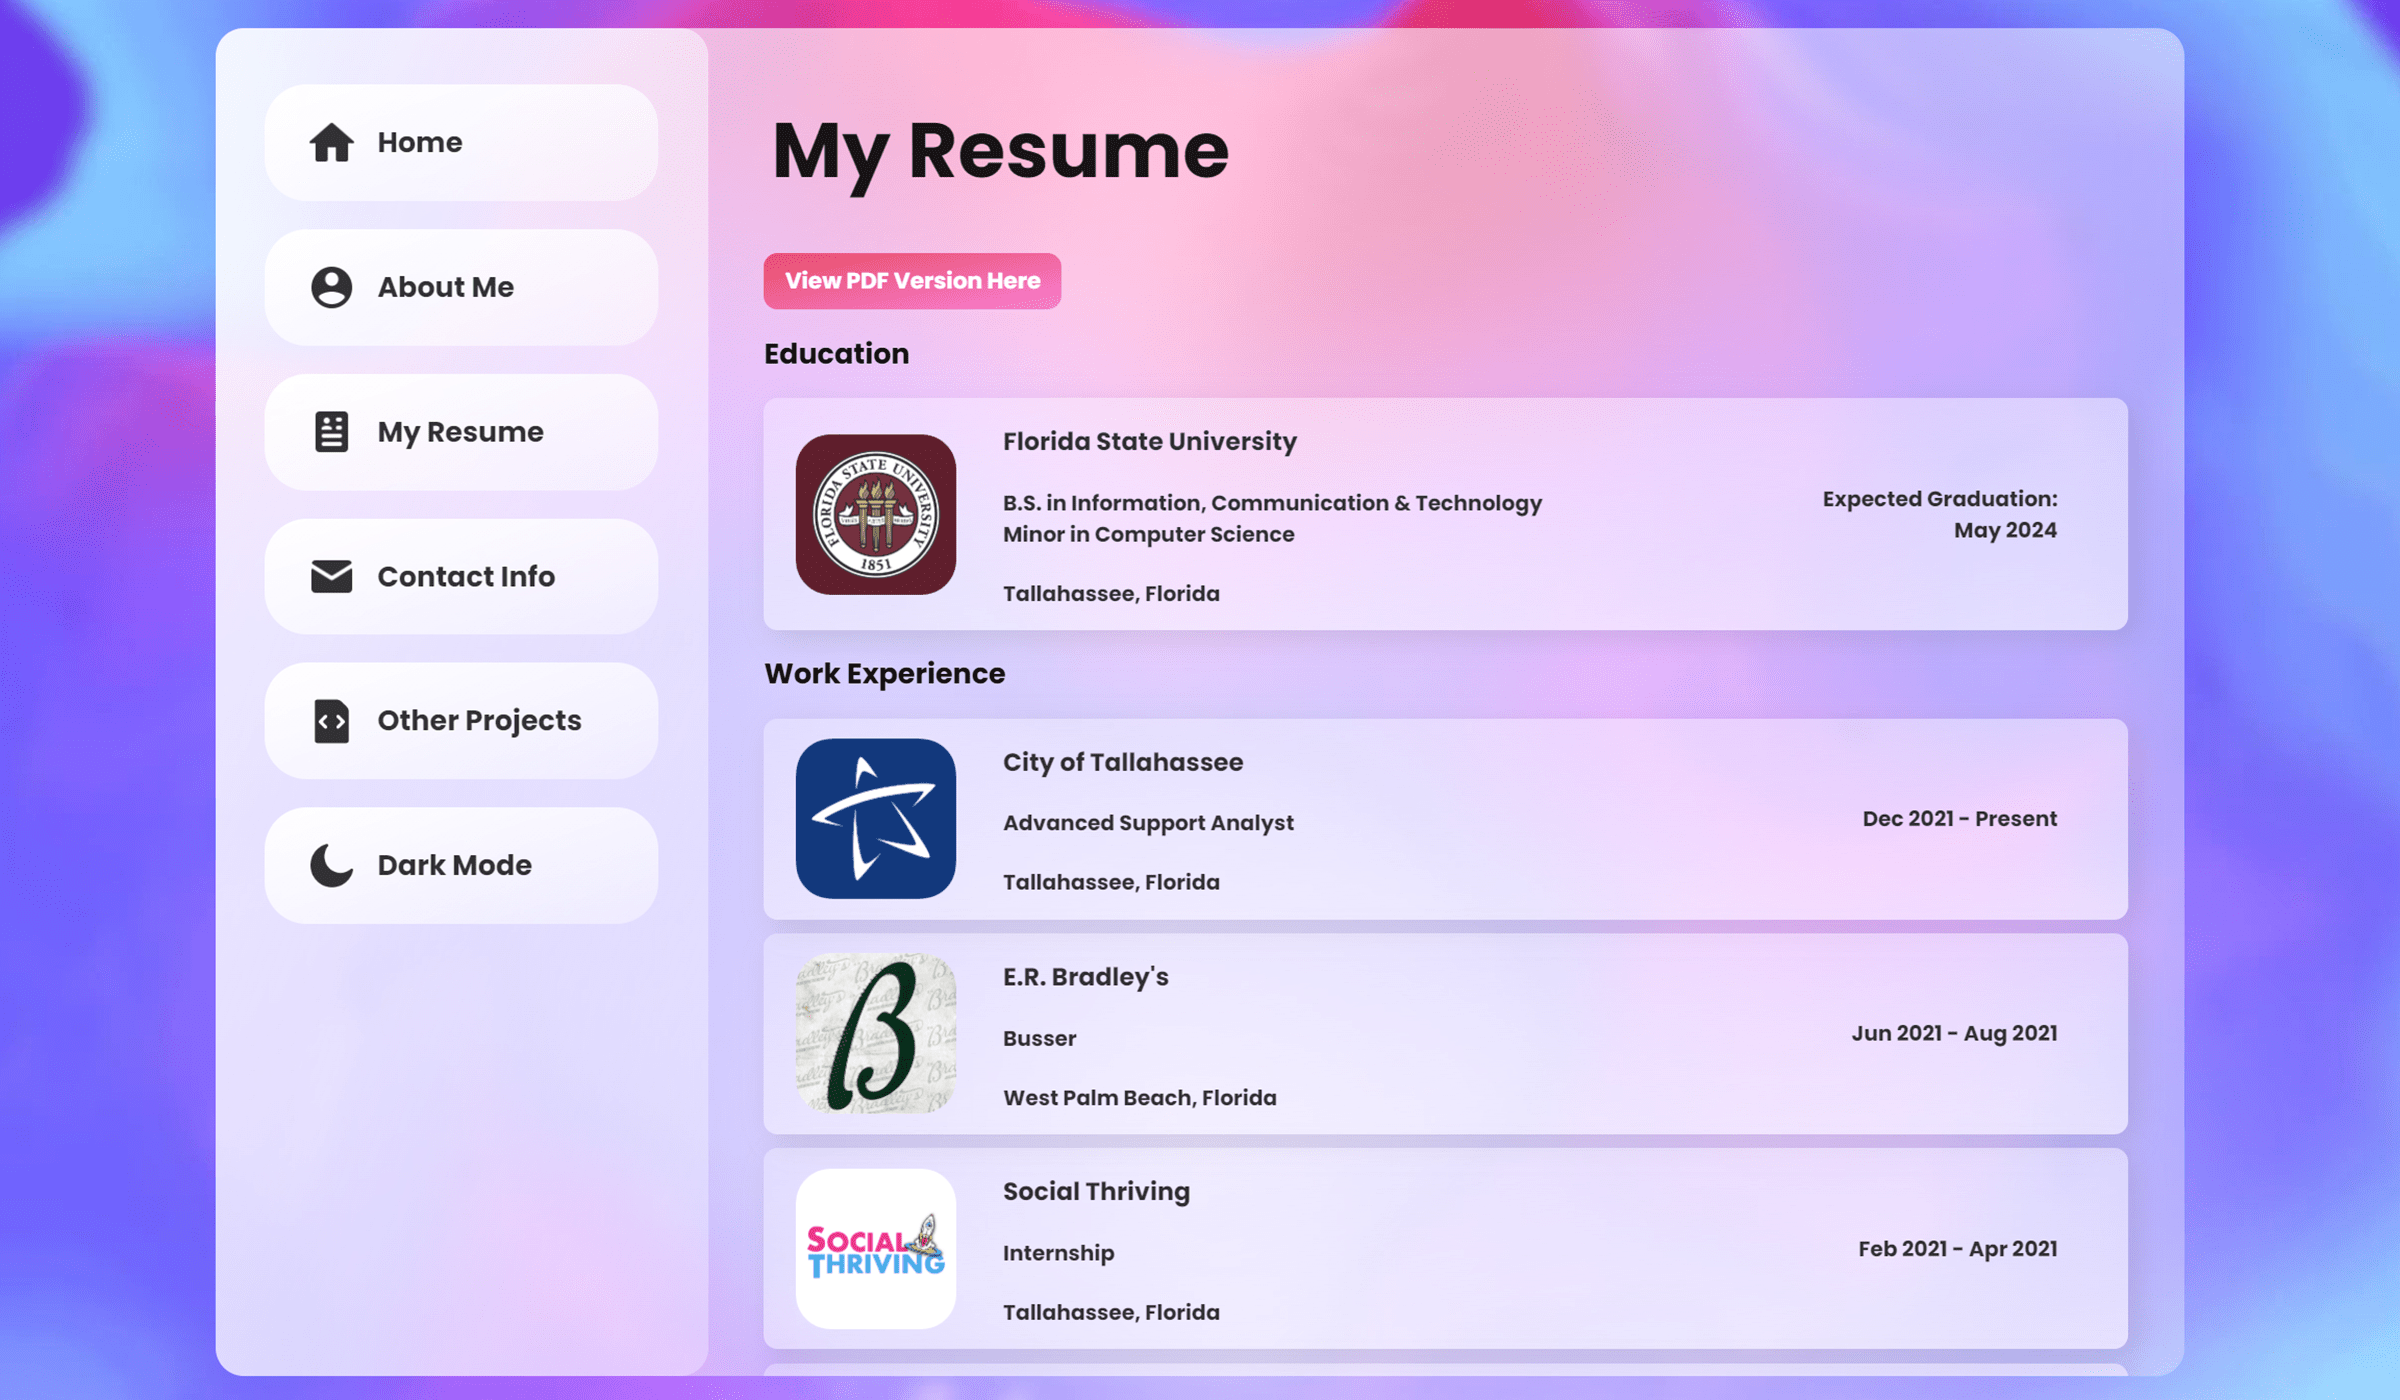 Home
About Me
My Resume
Contact Info
Other Projects
Dark Mode
My Resume
View PDF Version Here
Education
FLORIDA STATE UNIVERSITY
1851
Florida State University
B.S. in Information, Communication & Technology
Minor in Computer Science
Tallahassee, Florida
Expected Graduation:
May 2024
Work Experience
City of Tallahassee
Advanced Support Analyst
Tallahassee, Florida
Dec 2021 - Present
B
E.R. Bradley's
Busser
West Palm Beach, Florida
Jun 2021 - Aug 2021
SOCIAL
THRIVING
Social Thriving
Internship
Tallahassee, Florida
Feb 2021 - Apr 2021